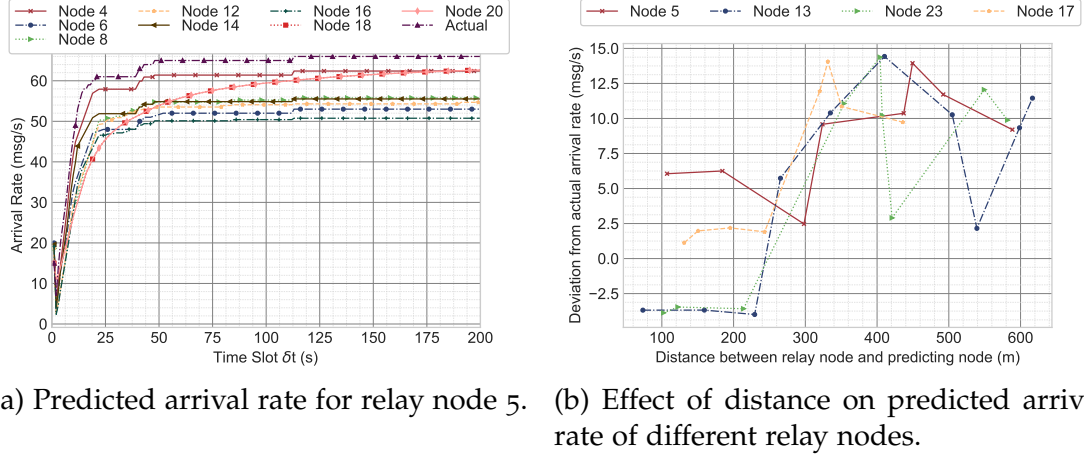 Node 4 Node 12 Node 16 Node 20
Node 6 Node 14 Node 18 Actual
Node 8
Arrival Rate (msg/s)
60
50
40
30
20
10
0
0 25 50 75 100 125 150 175 200
Time Slot δt (s)
Node 5 Node 13 Node 23 Node 17
Deviation from actual arrival rate (msg/s)
15.0
12.5
10.0
7.5
5.0
2.5
0.0
−2.5
100 200 300 400 500 600
Distance between relay node and predicting node (m)
a) Predicted arrival rate for relay node 5.
(b) Effect of distance on predicted arriv
rate of different relay nodes.